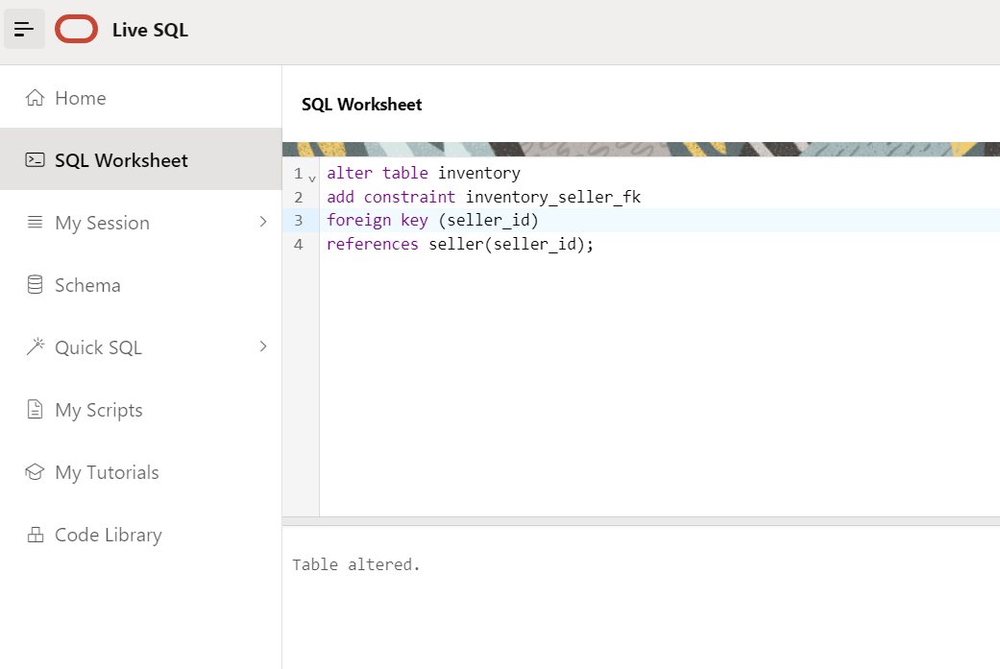 Live SQL
Home
SQL Worksheet
My Session
Schema
Quick SQL
My Scripts
My Tutorials
Code Library
SQL Worksheet
1 alter table inventory
2 add constraint inventory_seller_fk
3 foreign key (seller_id)
4 references seller(seller_id);
Table altered.